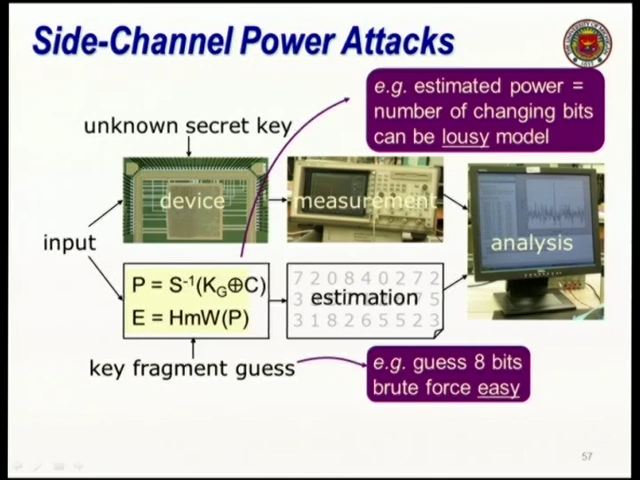 Side-Channel Power Attacks
e.g. estimated power =
number of changing bits
can be lousy model
unknown secret key
device
measurement
input
analysis
P = S⁻¹(K_G⊕C)
E = HmW(P)
7 2 0 8 4 0 2 7 2
estimation
3 1 8 2 6 5 5 2 3
key fragment guess
e.g. guess 8 bits
brute force easy
57